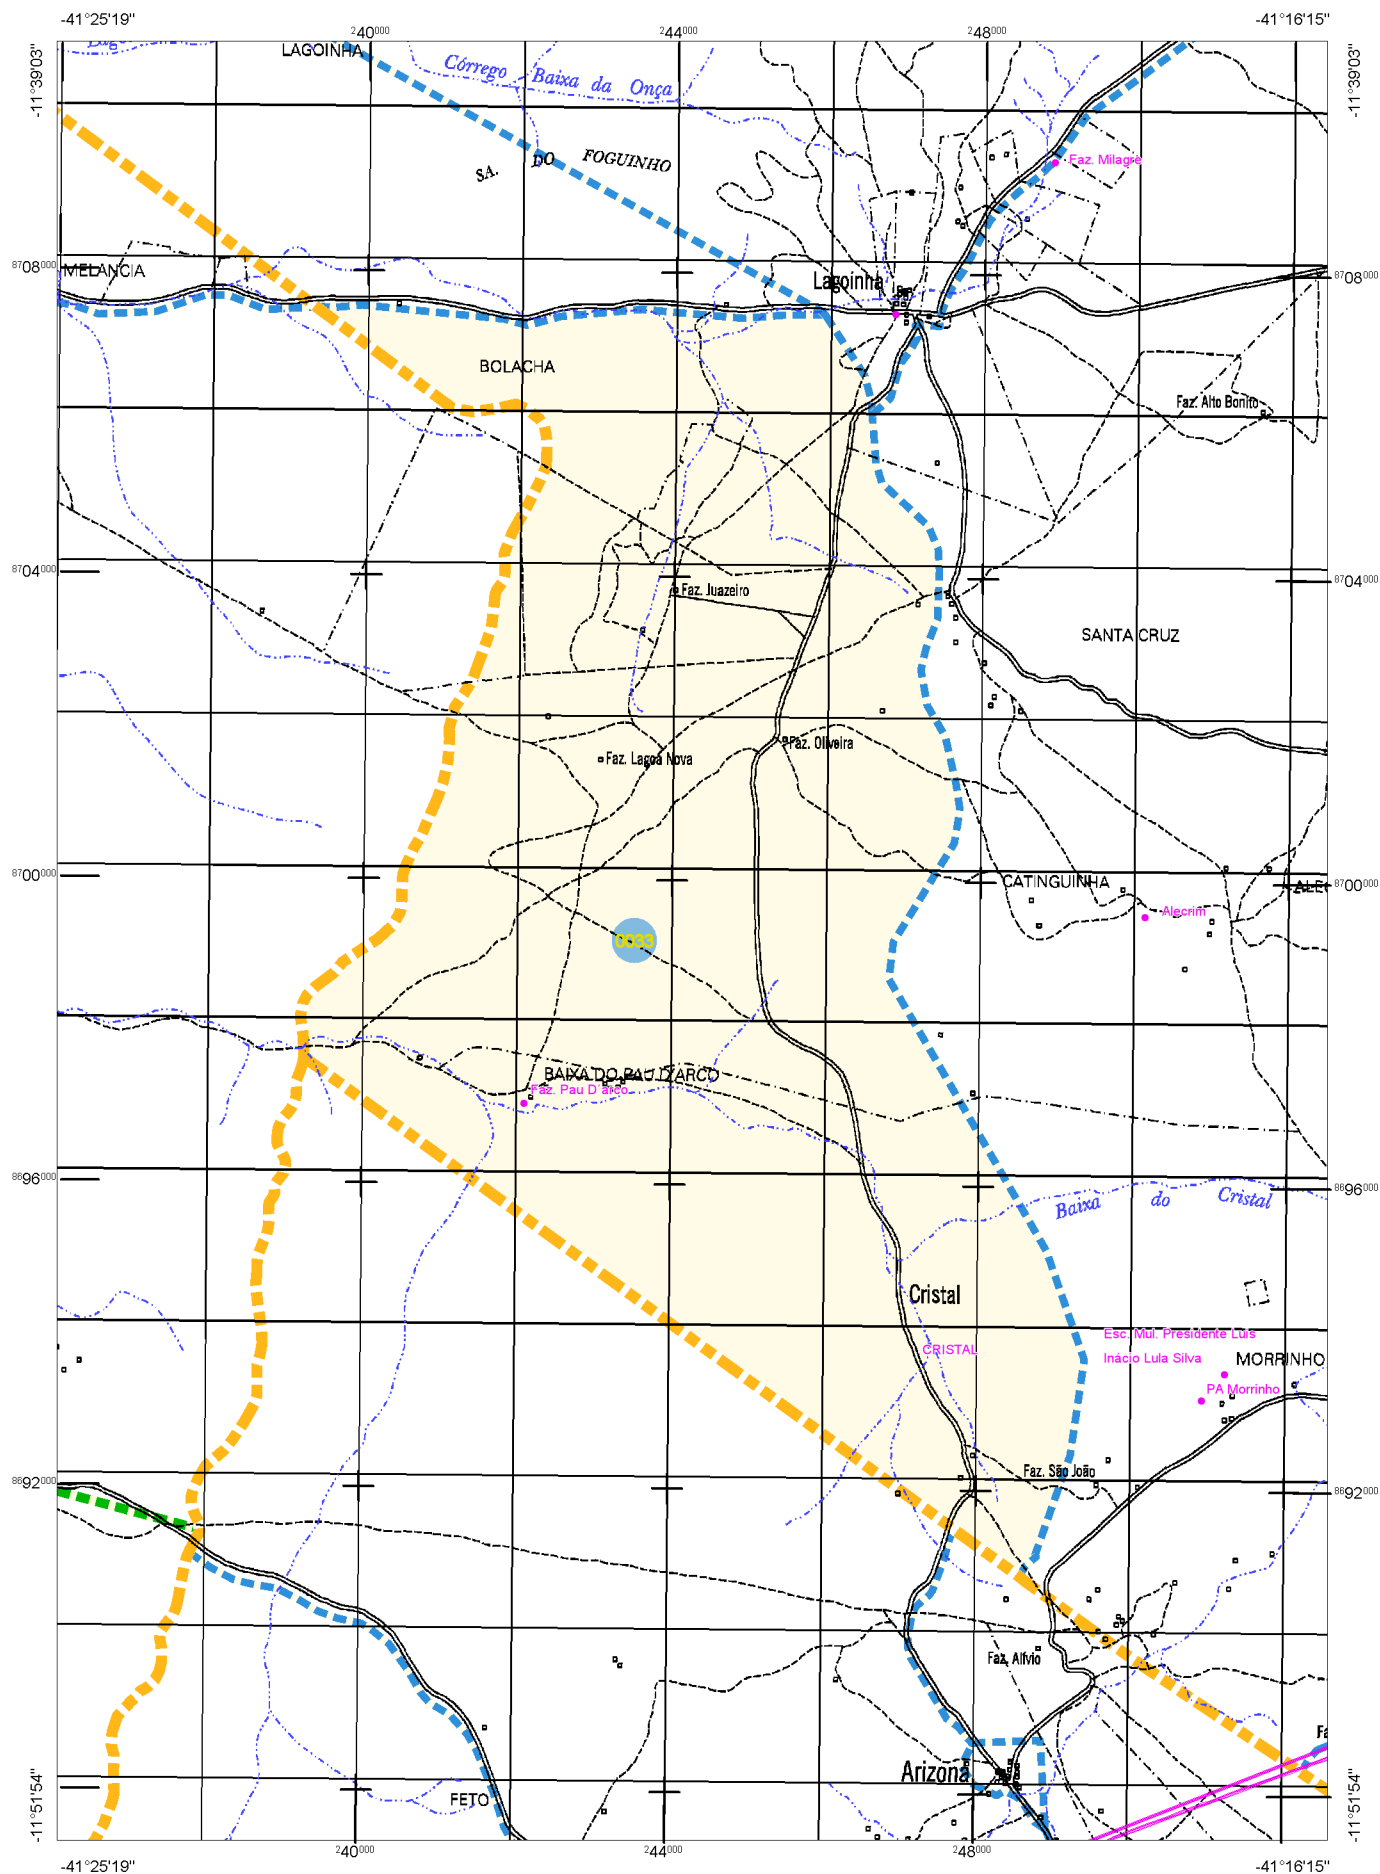 -41°25'19"
-41°16'15"
240000
244000
248000
-11°39'03"
-11°39'03"
LAGOINHA
Córrego Baixa da Onça
SA. DO FOGUINHO
Faz. Milagre
8708000
MELANCIA
Lagoinha
8708000
BOLACHA
Faz. Alto Bonito
8704000
Faz. Juazeiro
8704000
SANTA CRUZ
Faz. Oliveira
Faz. Lagoa Nova
8700000
CATINGUINHA
8700000
Alecrim
0033
BAIXA DO PAU D'ARCO
Faz. Pau D´arco
8696000
8696000
Baixa do Cristal
Cristal
Esc. Mul. Presidente Luis
CRISTAL
Inácio Lula Silva
MORRINHO
PA Morrinho
Faz. São João
8692000
8692000
Faz. Alívio
Arizona
FETO
-11°51'54"
-11°51'54"
240000
244000
248000
-41°25'19"
-41°16'15"